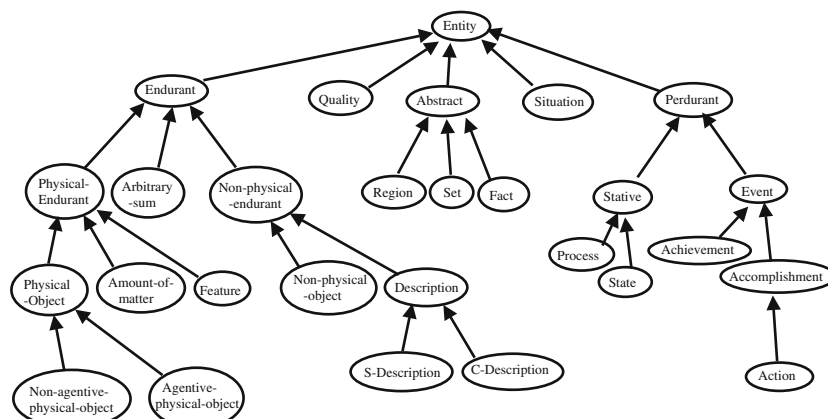 Entity
Endurant
Quality
Abstract
Situation
Perdurant
Physical-
Endurant
Arbitrary
-sum
Non-physical
-endurant
Region
Set
Fact
Stative
Event
Process
State
Achievement
Accomplishment
Physical
-Object
Amount-of-
matter
Feature
Non-physical
-object
Description
S-Description
C-Description
Action
Non-agentive-
physical-object
Agentive-
physical-object